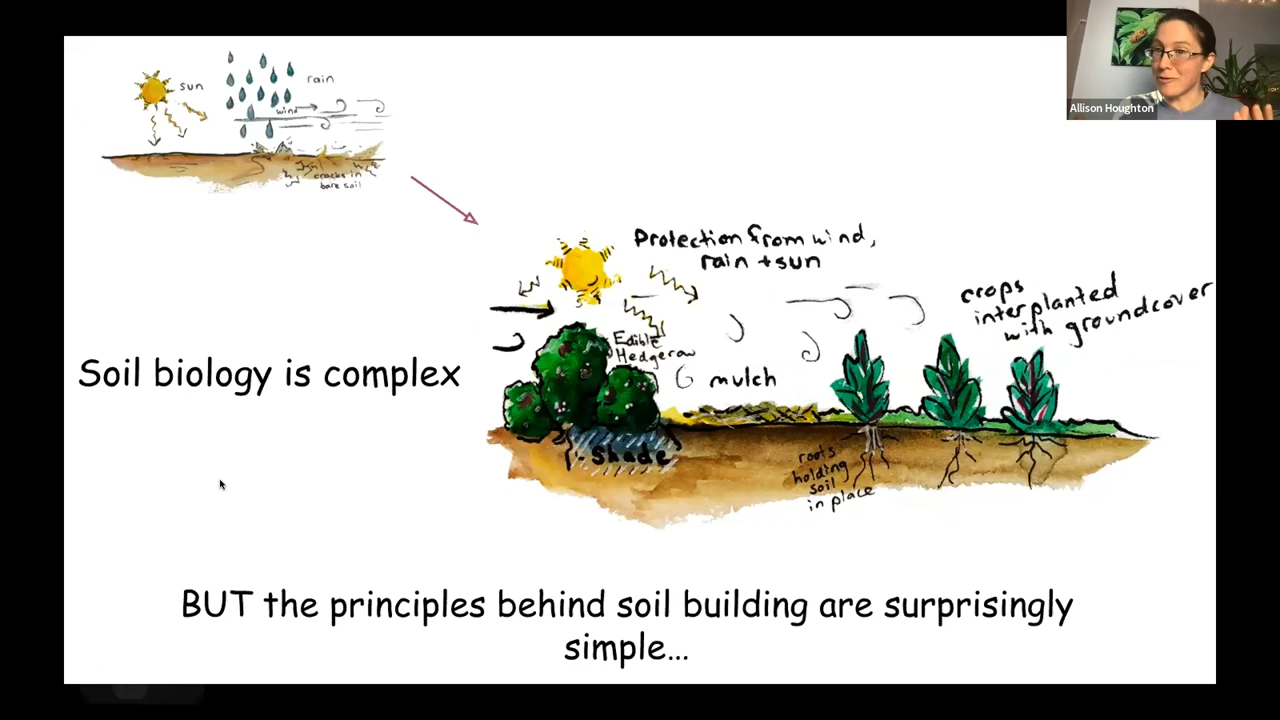 sun
rain
wind
cracks in
bare soil
Allison Houghton
Protection from wind,
rain + sun
crops
interplanted
with groundcover
Edible
Hedgerow
mulch
Soil biology is complex
Shade
roots
holding
soil
in place
BUT the principles behind soil building are surprisingly
simple...